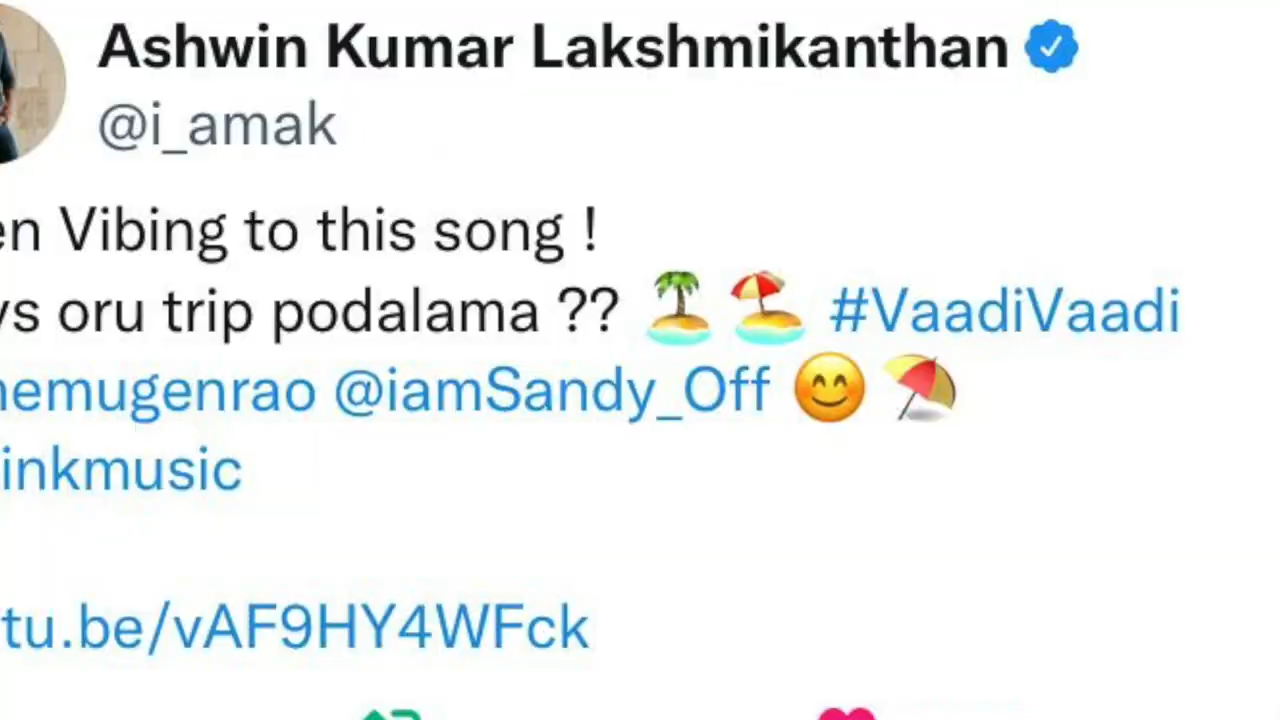 Ashwin Kumar Lakshmikanthan
@i_amak
en Vibing to this song !
ys oru trip podalama ?? 🏝️ 🏖️ #VaadiVaadi
nemugenrao @iamSandy_Off 😊 ⛱️
inkmusic
tu.be/vAF9HY4WFck